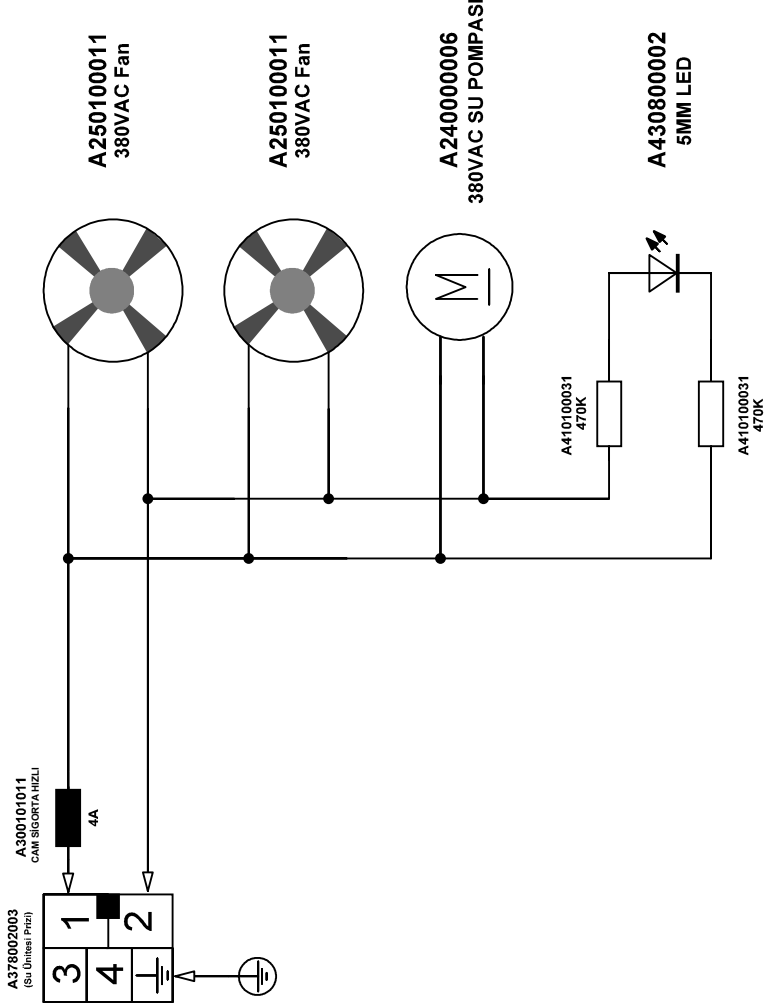 A250100011
380VAC Fan
A250100011
380VAC Fan
A240000006
380VAC SU POMPASI
A430800002
5MM LED
A410100031
470K
A410100031
470K
M
A300101011
CAM SİGORTA HIZLI
4A
A378002003
(Su Ünitesi Prizi)
1
2
3
4